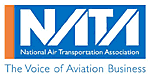 NATA
National Air Transportation Association
The Voice of Aviation Business